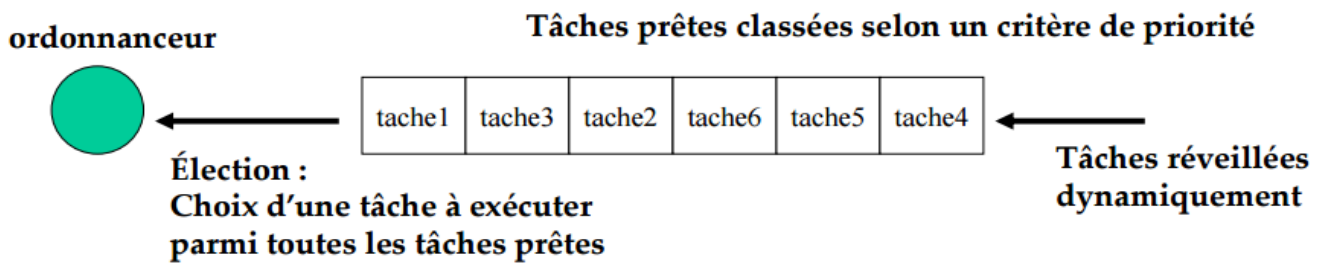 ordonnanceur
Tâches prêtes classées selon un critère de priorité
tache1 tache3 tache2 tache6 tache5 tache4
Élection :
Choix d'une tâche à exécuter
parmi toutes les tâches prêtes
Tâches réveillées
dynamiquement